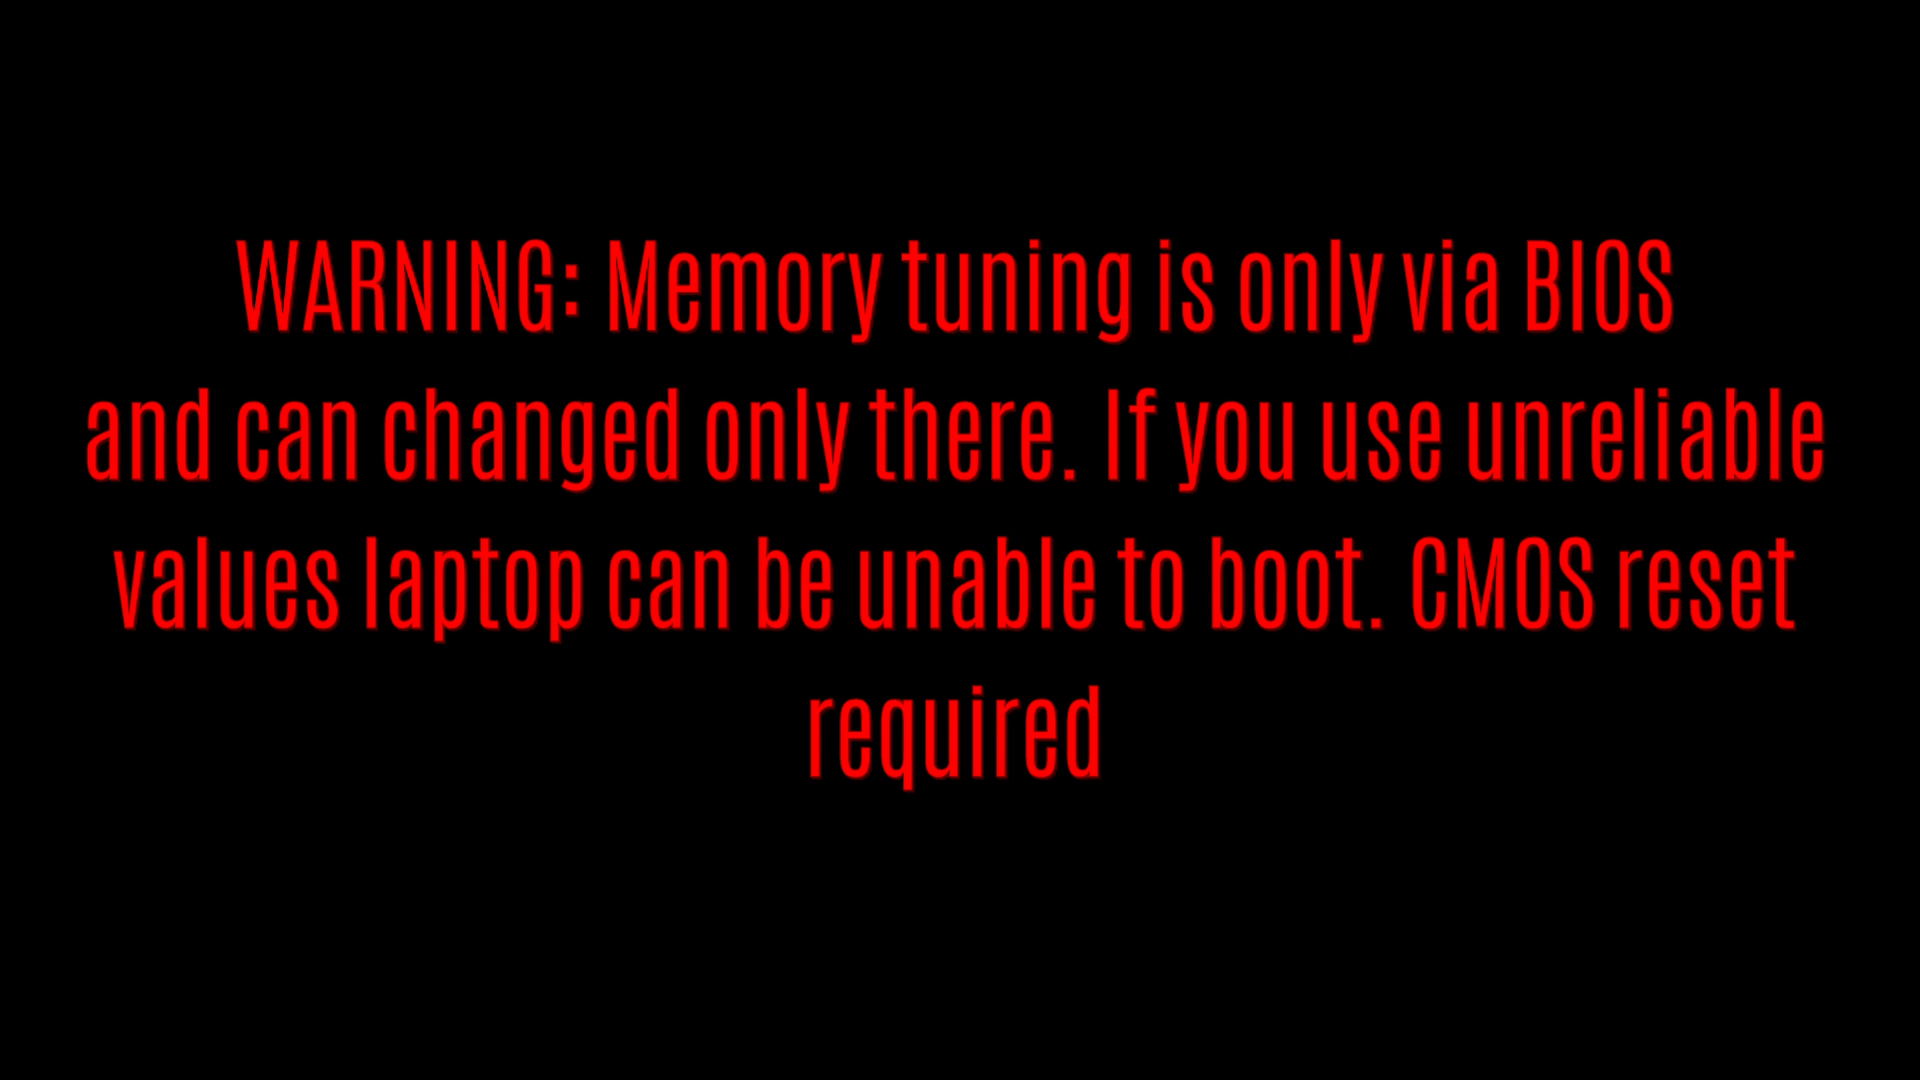 WARNING: Memory tuning is only via BIOS
and can changed only there. If you use unreliable
values laptop can be unable to boot. CMOS reset
required